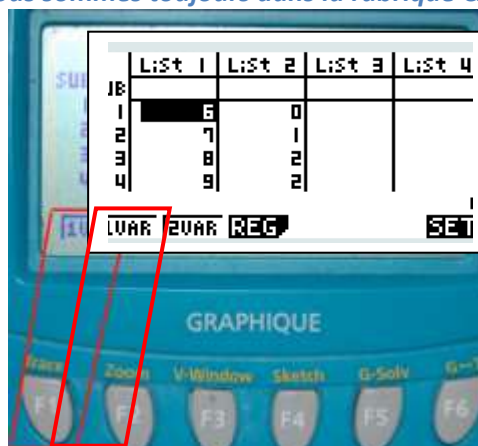 ous sommes toujours dans la rubrique
List 1 List 2 List 3 List 4
SUB
1 6 0
2 7 1
3 8 2
4 9 2
1VAR 2VAR REG SET
GRAPHIQUE
Trace Zoom V-Window Sketch G-Solv
F1 F2 F3 F4 F5 F6